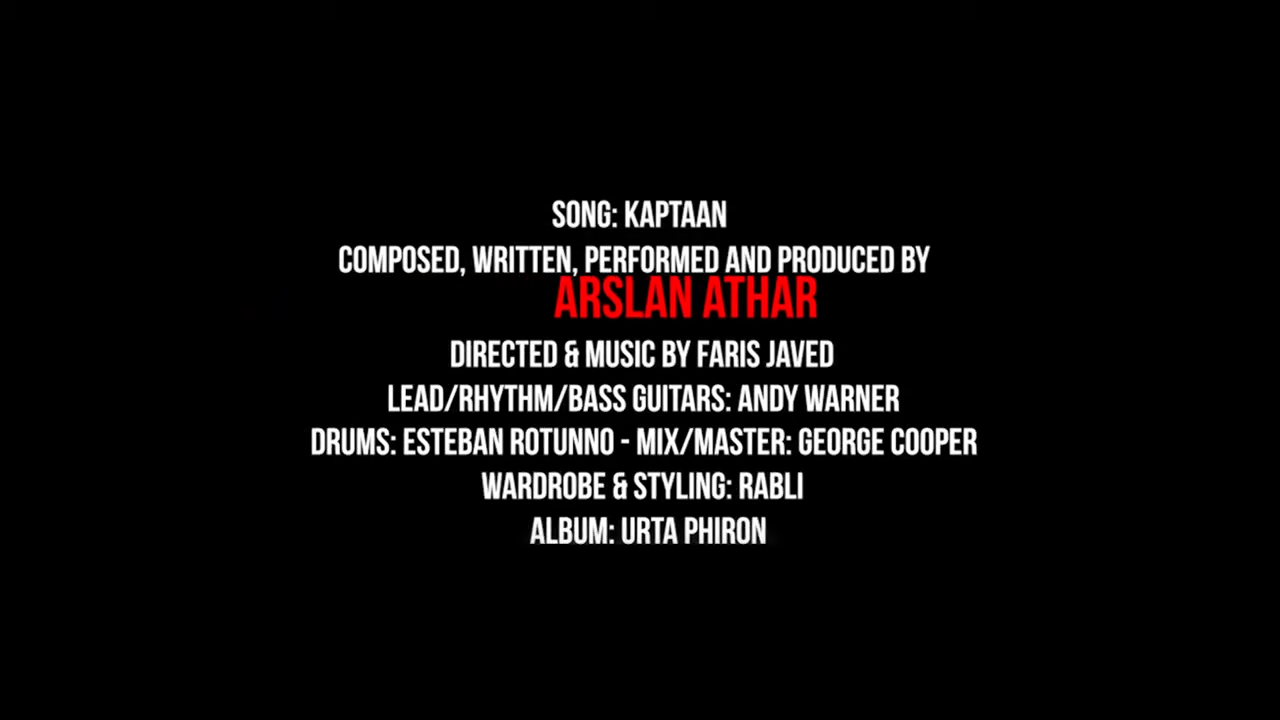 SONG: KAPTAAN
COMPOSED, WRITTEN, PERFORMED AND PRODUCED BY
ARSLAN ATHAR
DIRECTED & MUSIC BY FARIS JAVED
LEAD/RHYTHM/BASS GUITARS: ANDY WARNER
DRUMS: ESTEBAN ROTUNNO - MIX/MASTER: GEORGE COOPER
WARDROBE & STYLING: RABLI
ALBUM: URTA PHIRON